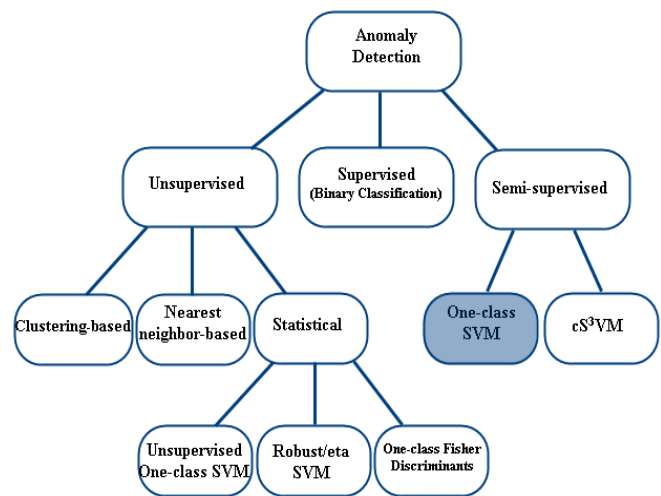 Anomaly
Detection
Unsupervised
Supervised
(Binary Classification)
Semi-supervised
Clustering-based
Nearest
neighbor-based
Statistical
One-class
SVM
cS³VM
Unsupervised
One-class SVM
Robust/eta
SVM
One-class Fisher
Discriminants